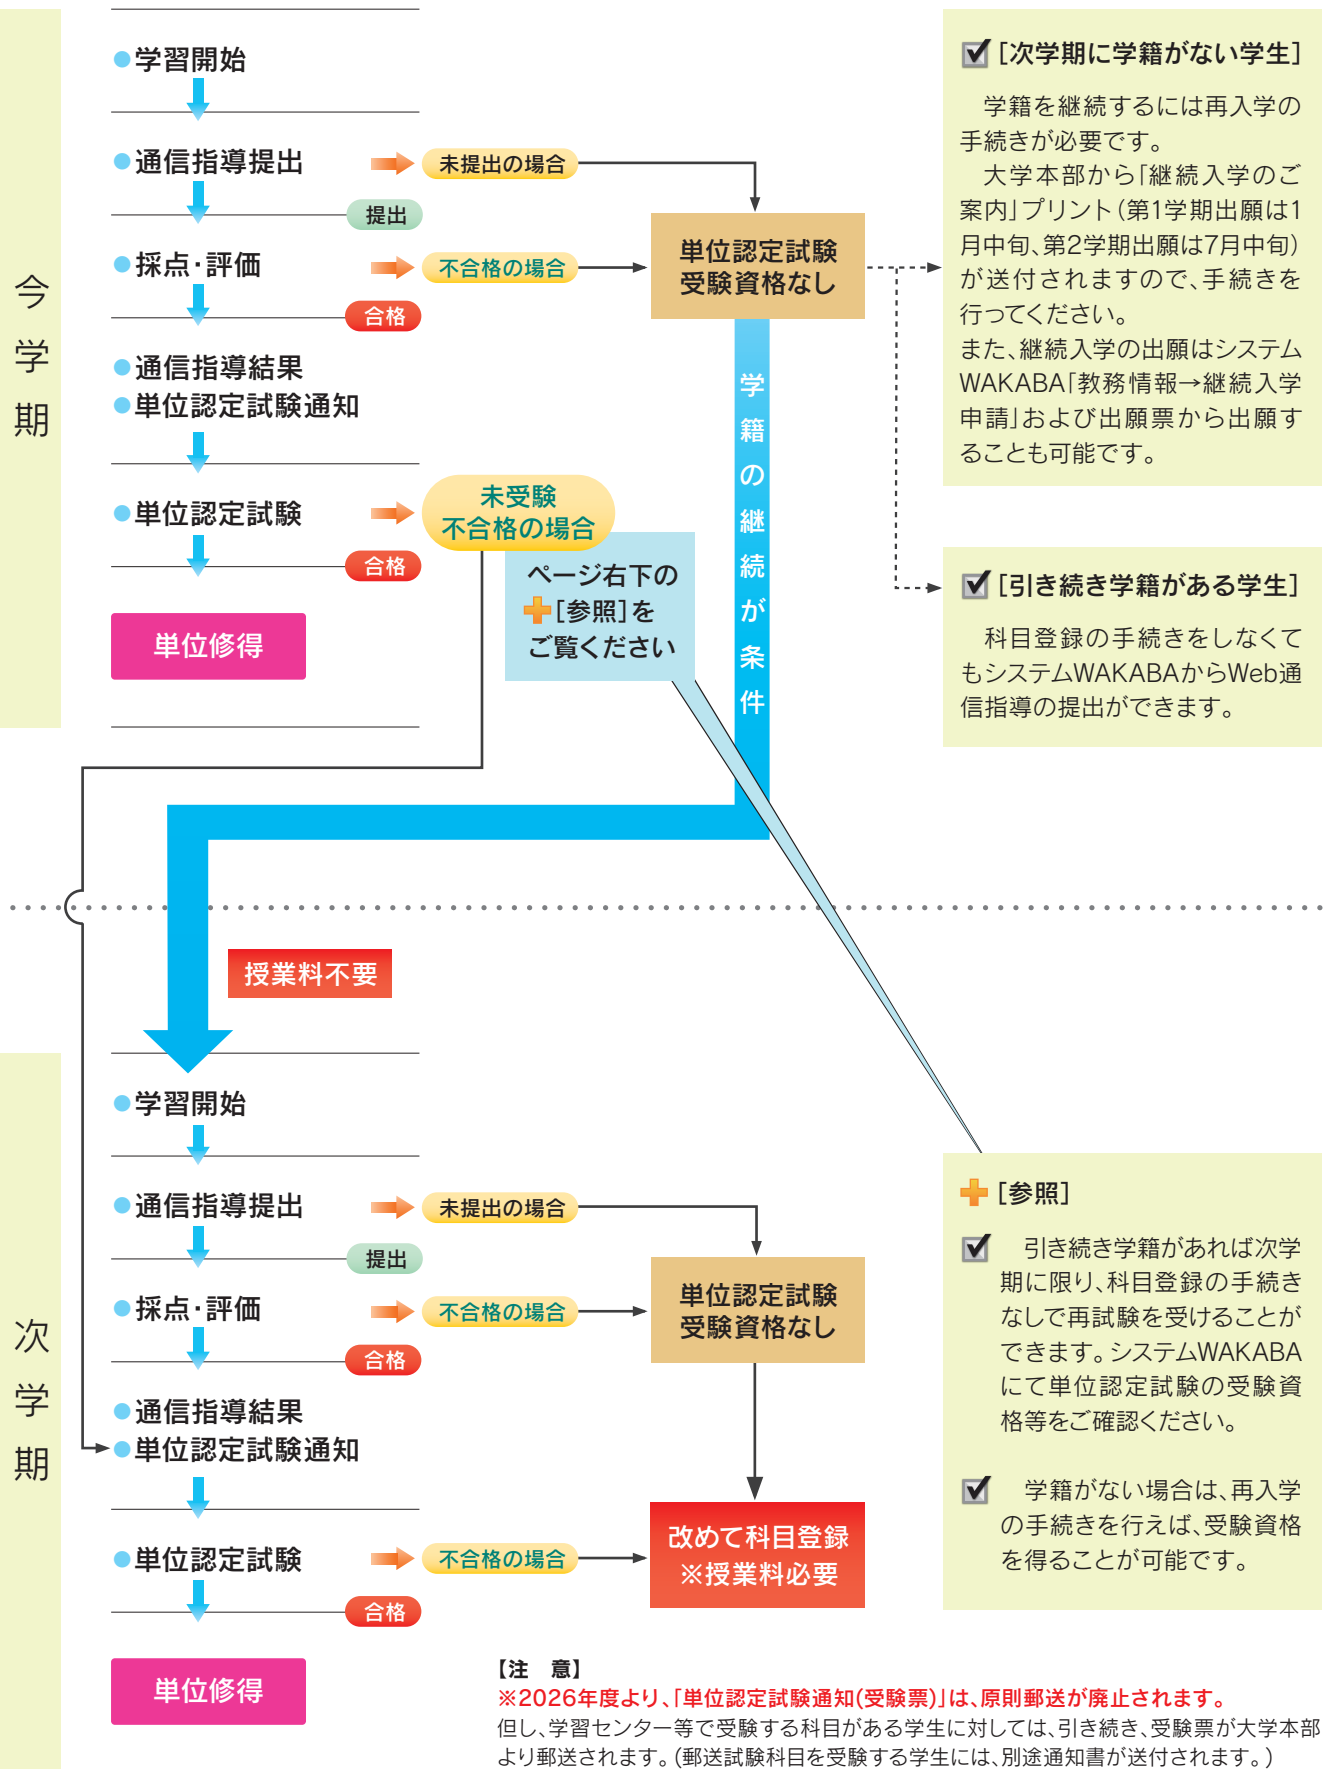 今学期
学習開始
通信指導提出
未提出の場合
提出
採点・評価
不合格の場合
合格
単位認定試験
受験資格なし
通信指導結果
単位認定試験通知
単位認定試験
未受験
不合格の場合
合格
単位修得
ページ右下の
[参照]を
ご覧ください
学籍の継続が条件
[次学期に学籍がない学生]
学籍を継続するには再入学の
手続きが必要です。
大学本部から「継続入学のご
案内」プリント(第1学期出願は1
月中旬、第2学期出願は7月中旬)
が送付されますので、手続きを
行ってください。
また、継続入学の出願はシステム
WAKABA「教務情報→継続入学
申請」および出願票から出願す
ることも可能です。
[引き続き学籍がある学生]
科目登録の手続きをしなくて
もシステムWAKABAからWeb通
信指導の提出ができます。
授業料不要
次学期
学習開始
通信指導提出
未提出の場合
提出
採点・評価
不合格の場合
合格
単位認定試験
受験資格なし
通信指導結果
単位認定試験通知
単位認定試験
不合格の場合
合格
改めて科目登録
※授業料必要
単位修得
[参照]
引き続き学籍があれば次学
期に限り、科目登録の手続き
なしで再試験を受けることが
できます。システムWAKABA
にて単位認定試験の受験資
格等をご確認ください。
学籍がない場合は、再入学
の手続きを行えば、受験資格
を得ることが可能です。
【注　意】
※2026年度より、「単位認定試験通知(受験票)」は、原則郵送が廃止されます。
但し、学習センター等で受験する科目がある学生に対しては、引き続き、受験票が大学本部
より郵送されます。(郵送試験科目を受験する学生には、別途通知書が送付されます。)